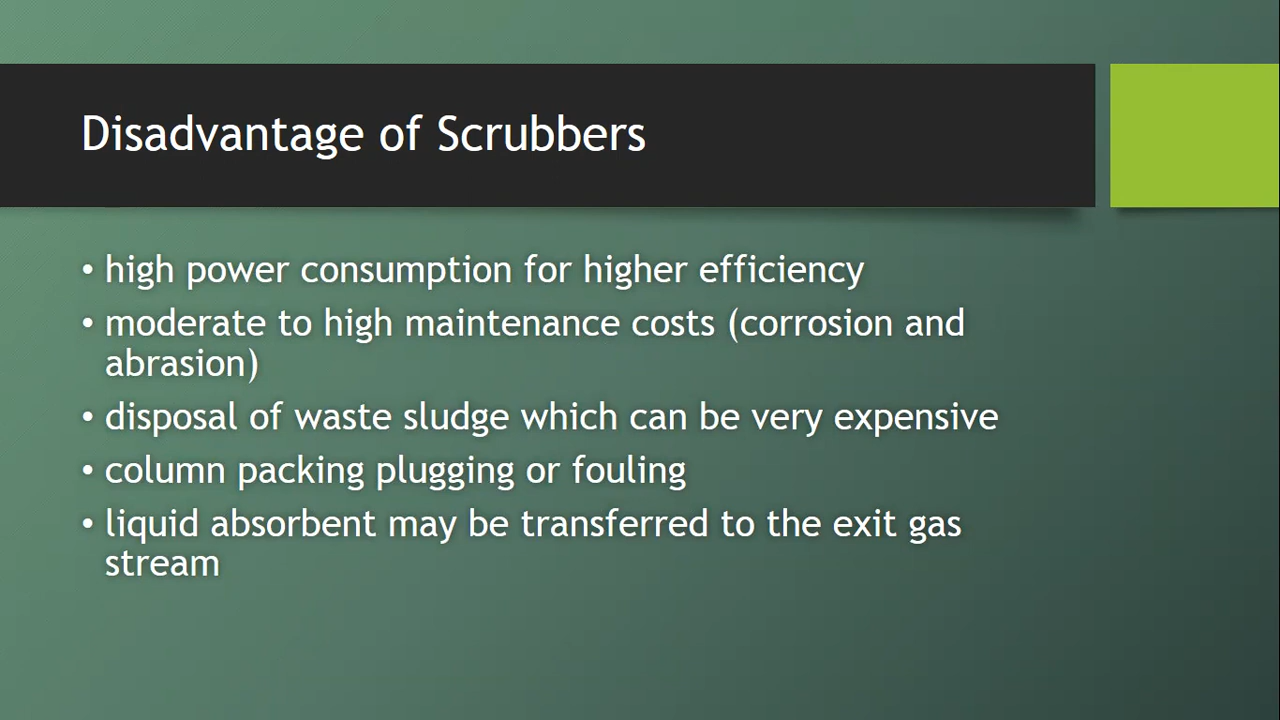 Disadvantage of Scrubbers
• high power consumption for higher efficiency
• moderate to high maintenance costs (corrosion and
abrasion)
• disposal of waste sludge which can be very expensive
• column packing plugging or fouling
• liquid absorbent may be transferred to the exit gas
stream